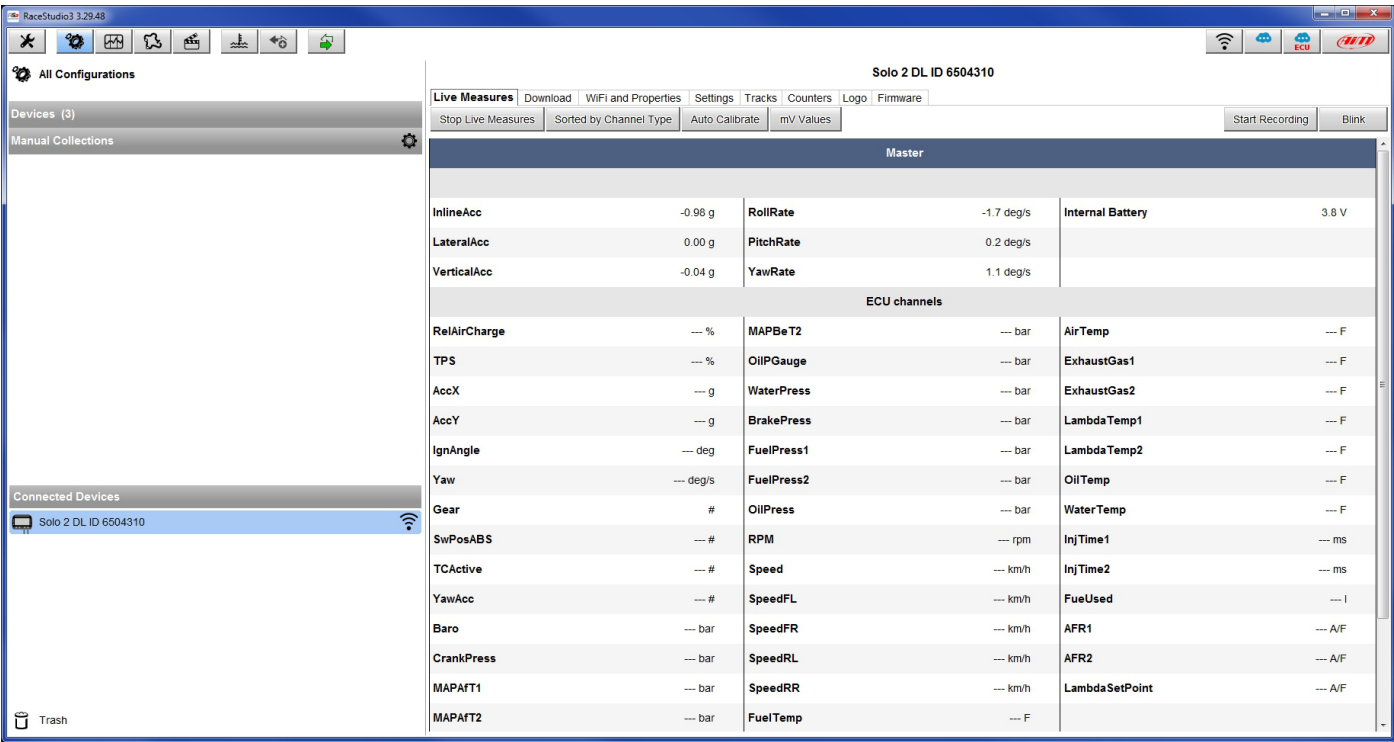 RaceStudio3 3.29.48
ECU
AiM
All Configurations
Solo 2 DL ID 6504310
Live Measures Download WiFi and Properties Settings Tracks Counters Logo Firmware
Devices (3)
Stop Live Measures Sorted by Channel Type Auto Calibrate mV Values Start Recording Blink
Manual Collections
Master
InlineAcc -0.98 g RollRate -1.7 deg/s Internal Battery 3.8 V
LateralAcc 0.00 g PitchRate 0.2 deg/s
VerticalAcc -0.04 g YawRate 1.1 deg/s
ECU channels
RelAirCharge --- % MAPBeT2 --- bar AirTemp --- F
TPS --- % OilPGauge --- bar ExhaustGas1 --- F
AccX --- g WaterPress --- bar ExhaustGas2 --- F
AccY --- g BrakePress --- bar LambdaTemp1 --- F
IgnAngle --- deg FuelPress1 --- bar LambdaTemp2 --- F
Yaw --- deg/s FuelPress2 --- bar OilTemp --- F
Connected Devices
Gear # OilPress --- bar WaterTemp --- F
Solo 2 DL ID 6504310
SwPosABS --- # RPM --- rpm InjTime1 --- ms
TCActive --- # Speed --- km/h InjTime2 --- ms
YawAcc --- # SpeedFL --- km/h FueUsed --- l
Baro --- bar SpeedFR --- km/h AFR1 --- A/F
CrankPress --- bar SpeedRL --- km/h AFR2 --- A/F
MAPAfT1 --- bar SpeedRR --- km/h LambdaSetPoint --- A/F
MAPAfT2 --- bar FuelTemp --- F
Trash